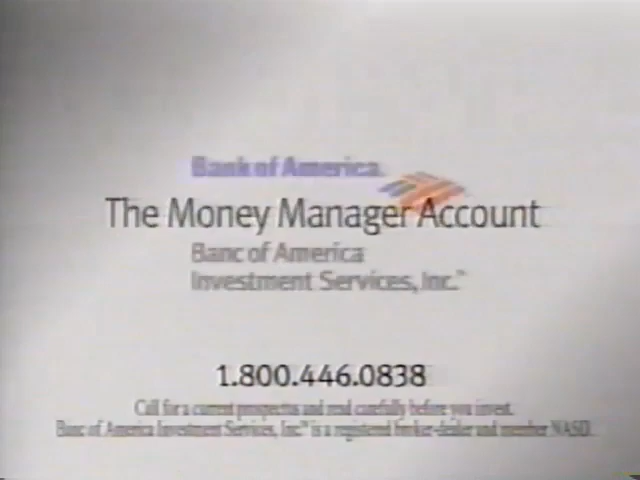 Bank of America.
The Money Manager Account
Banc of America
Investment Services, Inc.™
1.800.446.0838
Call for a current prospectus and read carefully before you invest.
Banc of America Investment Services, Inc.™ is a registered broker-dealer and member NASD.